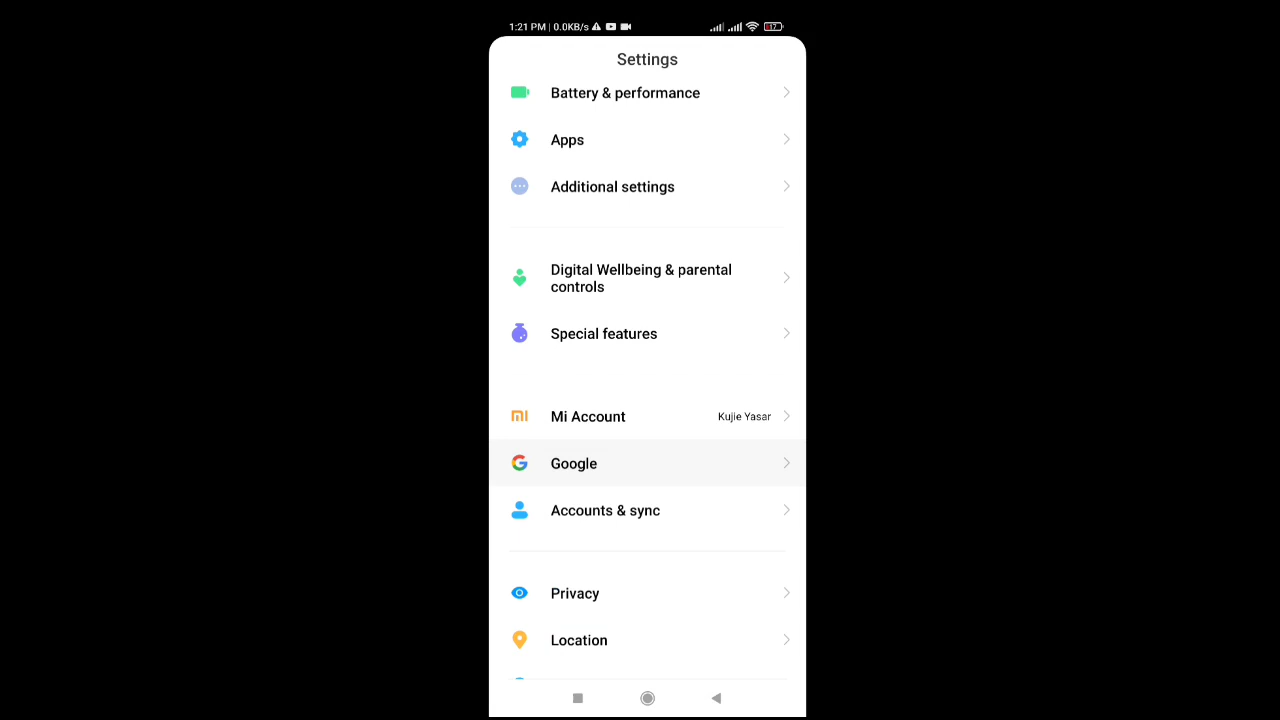 1:21 PM | 0.0KB/s
17
Settings
Battery & performance
Apps
Additional settings
Digital Wellbeing & parental
controls
Special features
Mi Account
Kujie Yasar
Google
Accounts & sync
Privacy
Location